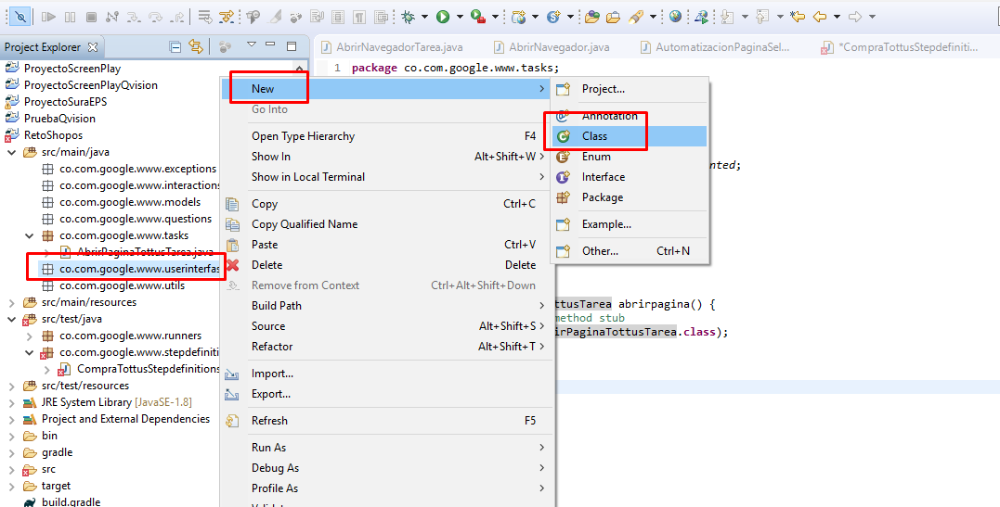 Project Explorer
AbrirNavegadorTarea.java
AbrirNavegador.java
AutomatizacionPaginaSel...
*CompraTottusStepdefiniti...
ProyectoScreenPlay
ProyectoScreenPlayQvision
ProyectoSuraEPS
PruebaQvision
RetoShopos
src/main/java
co.com.google.www.exceptions
co.com.google.www.interactions
co.com.google.www.models
co.com.google.www.questions
co.com.google.www.tasks
AbrirPaginaTottusTarea.java
co.com.google.www.userinterfas
co.com.google.www.utils
src/main/resources
src/test/java
co.com.google.www.runners
co.com.google.www.stepdefiniti
CompraTottusStepdefinitions
src/test/resources
JRE System Library [JavaSE-1.8]
Project and External Dependencies
bin
gradle
src
target
build.gradle
1 package co.com.google.www.tasks;
nted;
ttusTarea abrirpagina() {
method stub
irPaginaTottusTarea.class);
New
Go Into
Open Type Hierarchy F4
Show In Alt+Shift+W
Show in Local Terminal
Copy Ctrl+C
Copy Qualified Name
Paste Ctrl+V
Delete Delete
Remove from Context Ctrl+Alt+Shift+Down
Build Path
Source Alt+Shift+S
Refactor Alt+Shift+T
Import...
Export...
Refresh F5
Run As
Debug As
Profile As
Validate
Project...
Annotation
Class
Enum
Interface
Package
Example...
Other... Ctrl+N